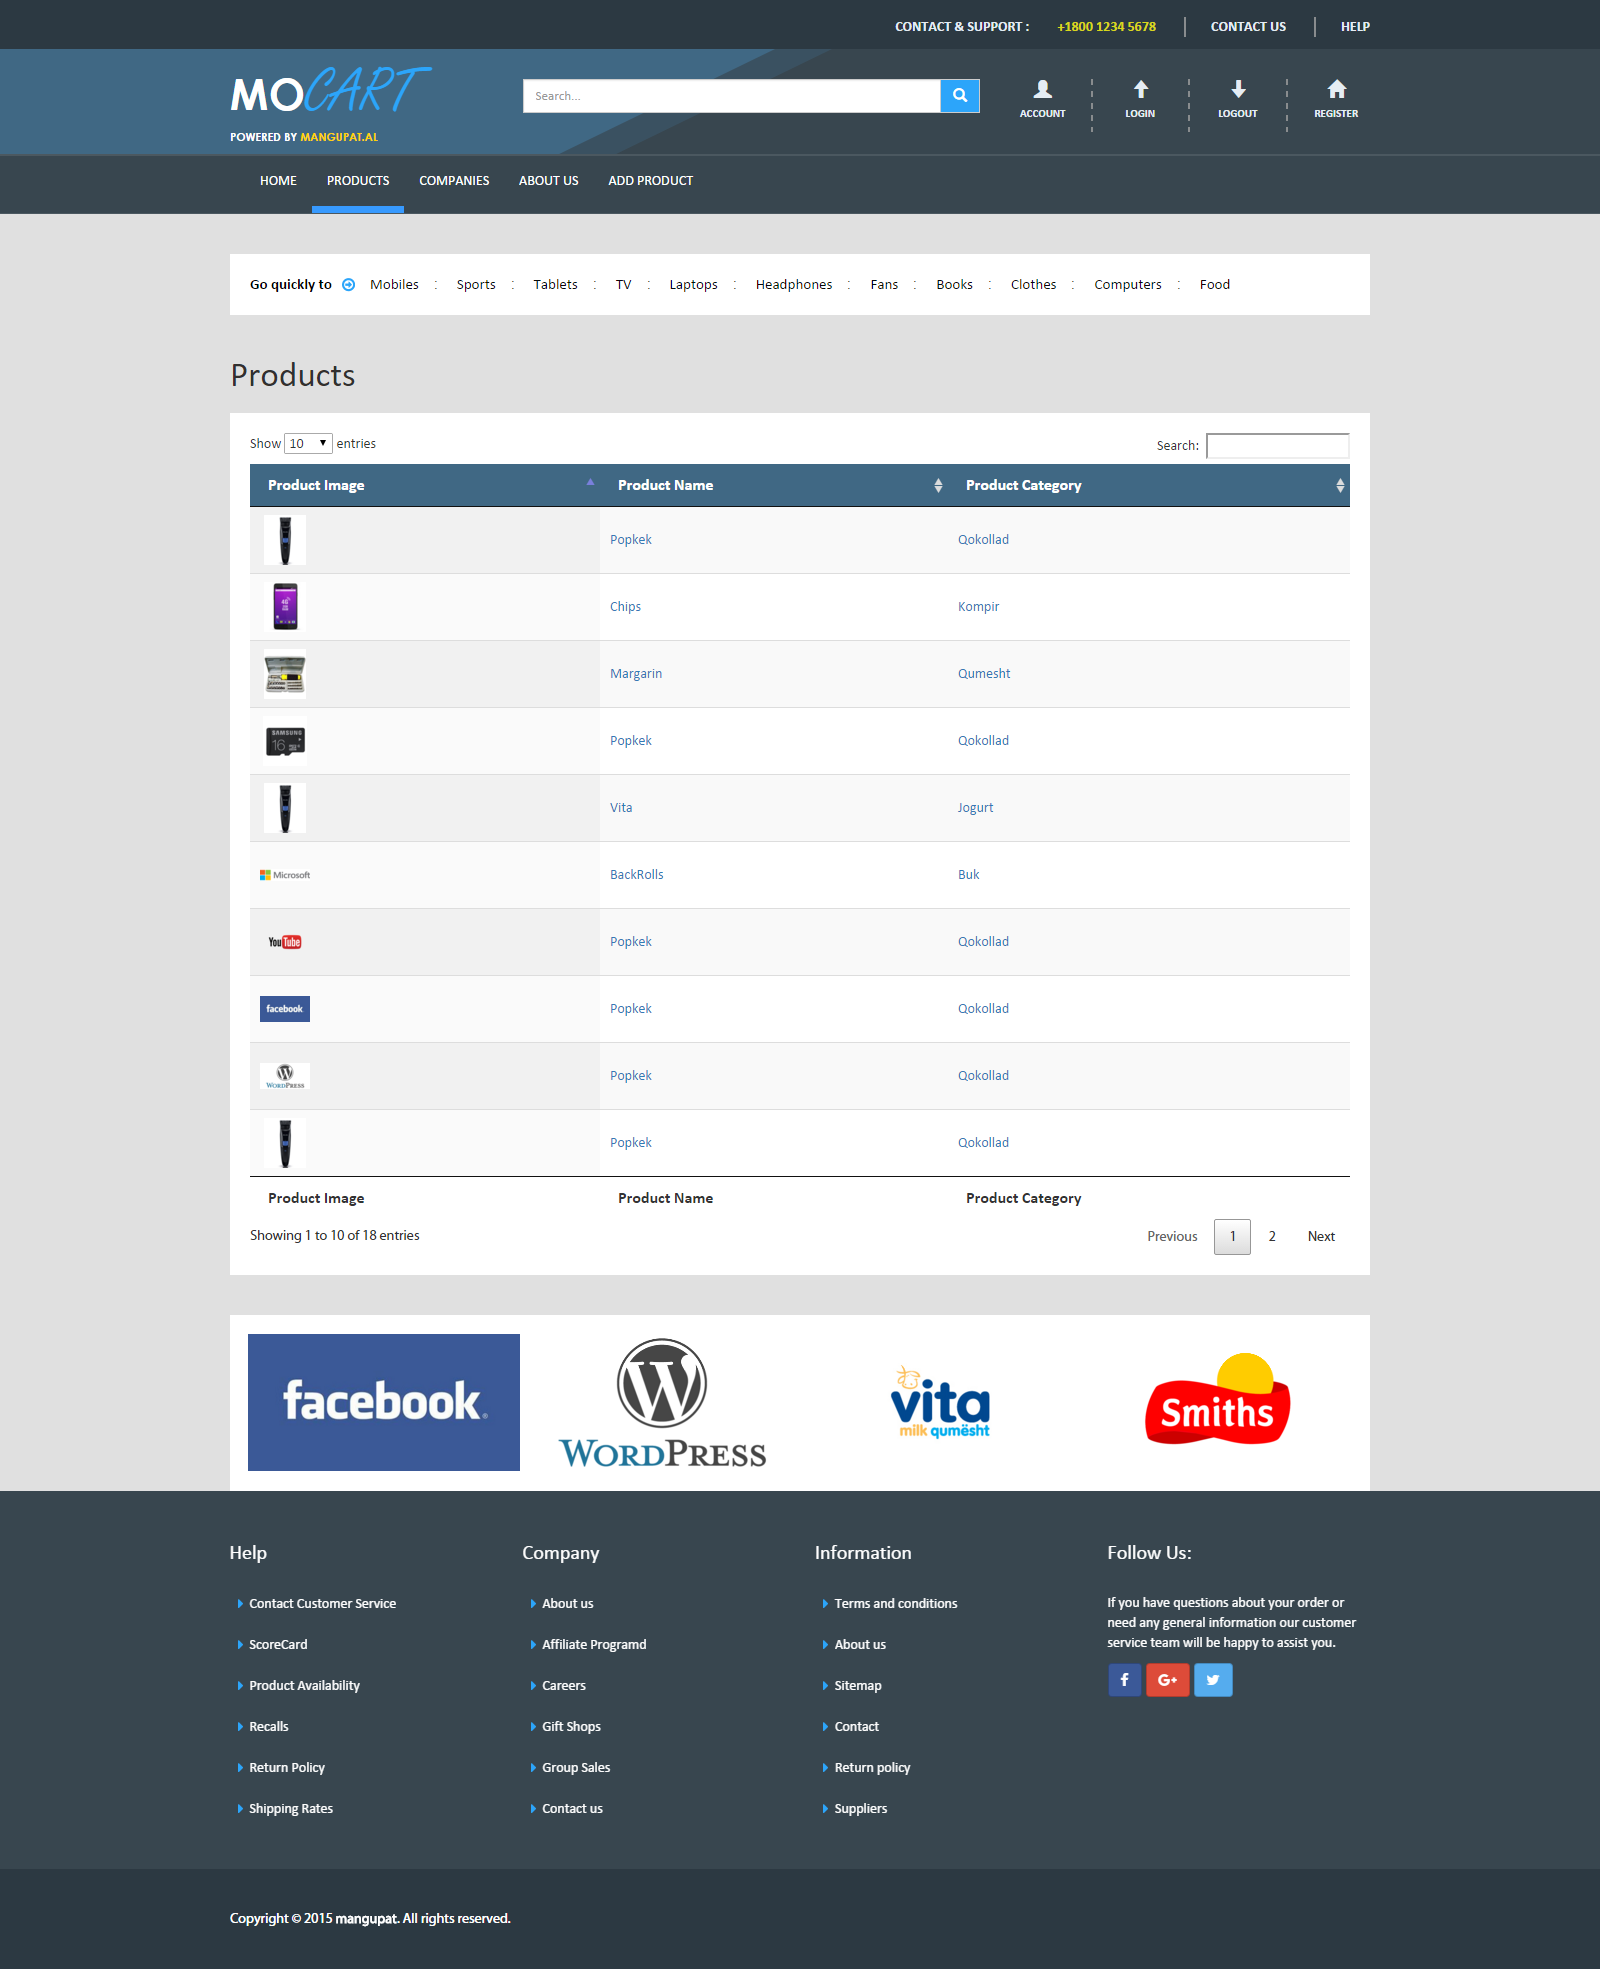 CONTACT & SUPPORT : +1800 1234 5678 CONTACT US HELP
MOCART
POWERED BY MANGUPAT.AL
Search...
ACCOUNT LOGIN LOGOUT REGISTER
HOME PRODUCTS COMPANIES ABOUT US ADD PRODUCT
Go quickly to Mobiles : Sports : Tablets : TV : Laptops : Headphones : Fans : Books : Clothes : Computers : Food
Products
Show 10 entries Search:
Product Image Product Name Product Category
Popkek Qokollad
Chips Kompir
Margarin Qumesht
SAMSUNG 16 Popkek Qokollad
Vita Jogurt
Microsoft BackRolls Buk
YouTube Popkek Qokollad
facebook Popkek Qokollad
WORDPRESS Popkek Qokollad
Popkek Qokollad
Product Image Product Name Product Category
Showing 1 to 10 of 18 entries Previous 1 2 Next
facebook.
WORDPRESS
vita
milk qumësht
Smiths
Help
Contact Customer Service
ScoreCard
Product Availability
Recalls
Return Policy
Shipping Rates
Company
About us
Affiliate Programd
Careers
Gift Shops
Group Sales
Contact us
Information
Terms and conditions
About us
Sitemap
Contact
Return policy
Suppliers
Follow Us:
If you have questions about your order or
need any general information our customer
service team will be happy to assist you.
f G+
Copyright © 2015 mangupat. All rights reserved.